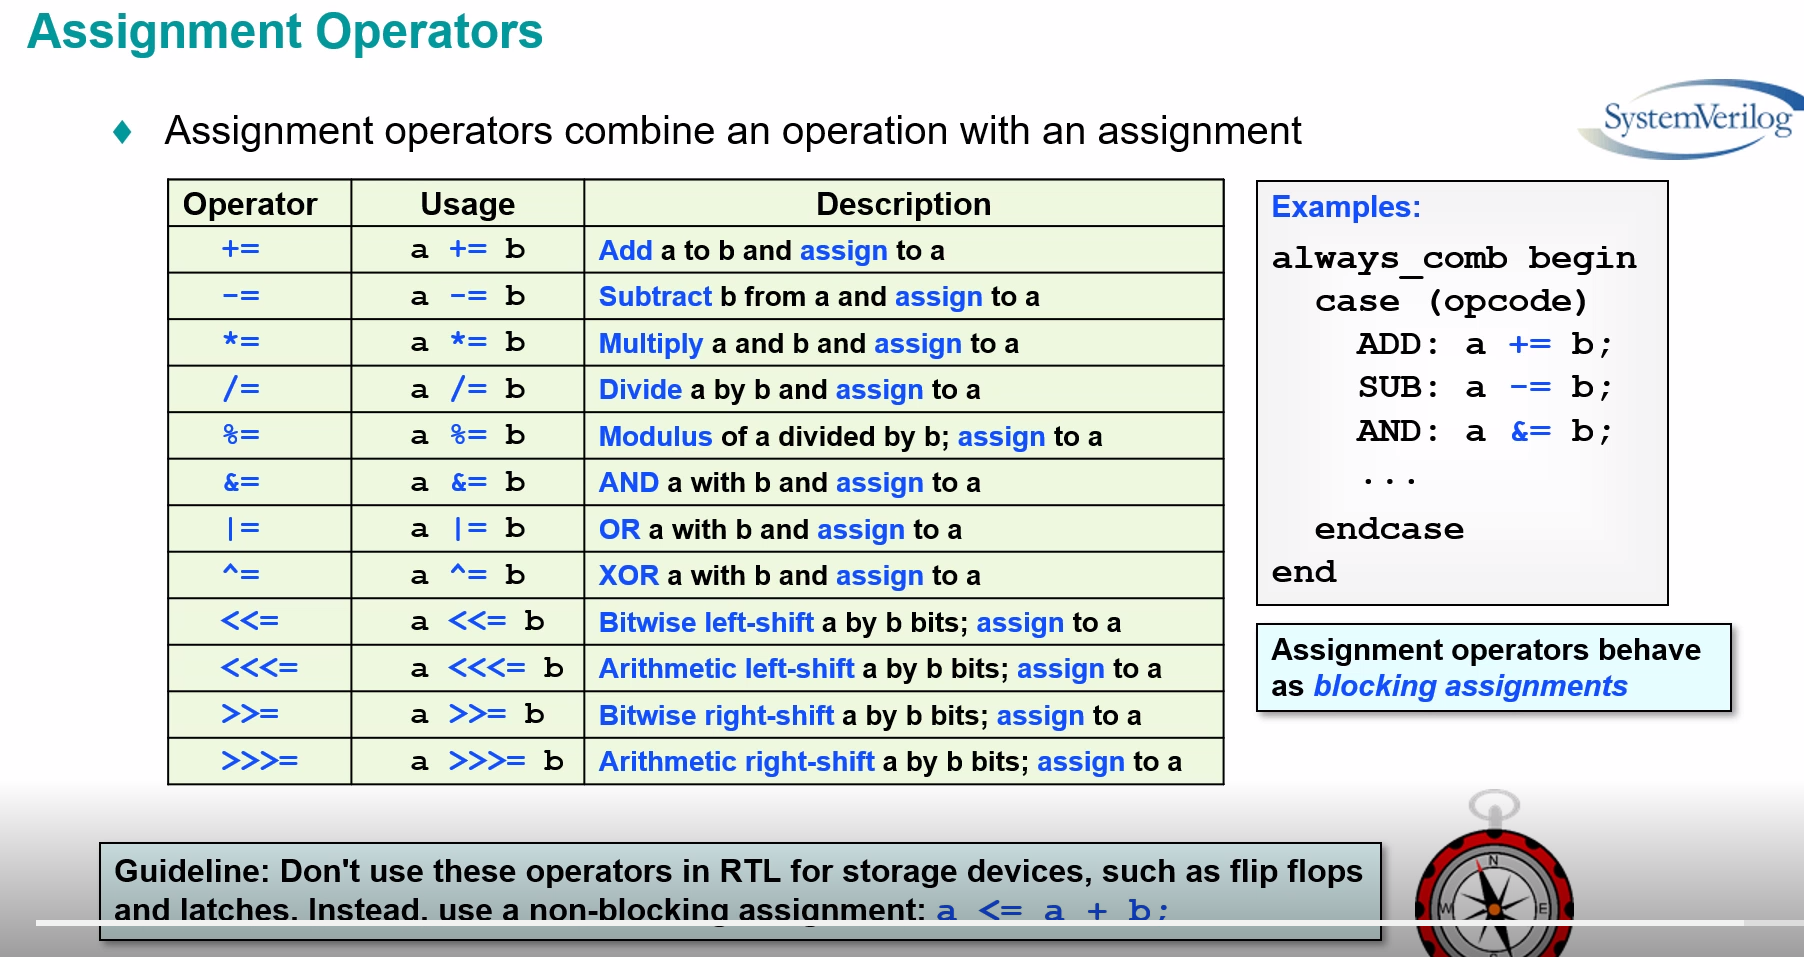 Assignment Operators
♦ Assignment operators combine an operation with an assignment
SystemVerilog
Operator Usage Description
+= a += b Add a to b and assign to a
-= a -= b Subtract b from a and assign to a
*= a *= b Multiply a and b and assign to a
/= a /= b Divide a by b and assign to a
%= a %= b Modulus of a divided by b; assign to a
&= a &= b AND a with b and assign to a
|= a |= b OR a with b and assign to a
^= a ^= b XOR a with b and assign to a
<<= a <<= b Bitwise left-shift a by b bits; assign to a
<<<= a <<<= b Arithmetic left-shift a by b bits; assign to a
>>= a >>= b Bitwise right-shift a by b bits; assign to a
>>>= a >>>= b Arithmetic right-shift a by b bits; assign to a
Examples:
always_comb begin
case (opcode)
ADD: a += b;
SUB: a -= b;
AND: a &= b;
...
endcase
end
Assignment operators behave
as blocking assignments
Guideline: Don't use these operators in RTL for storage devices, such as flip flops
and latches. Instead, use a non-blocking assignment: a <= a + b;
N
W E
S